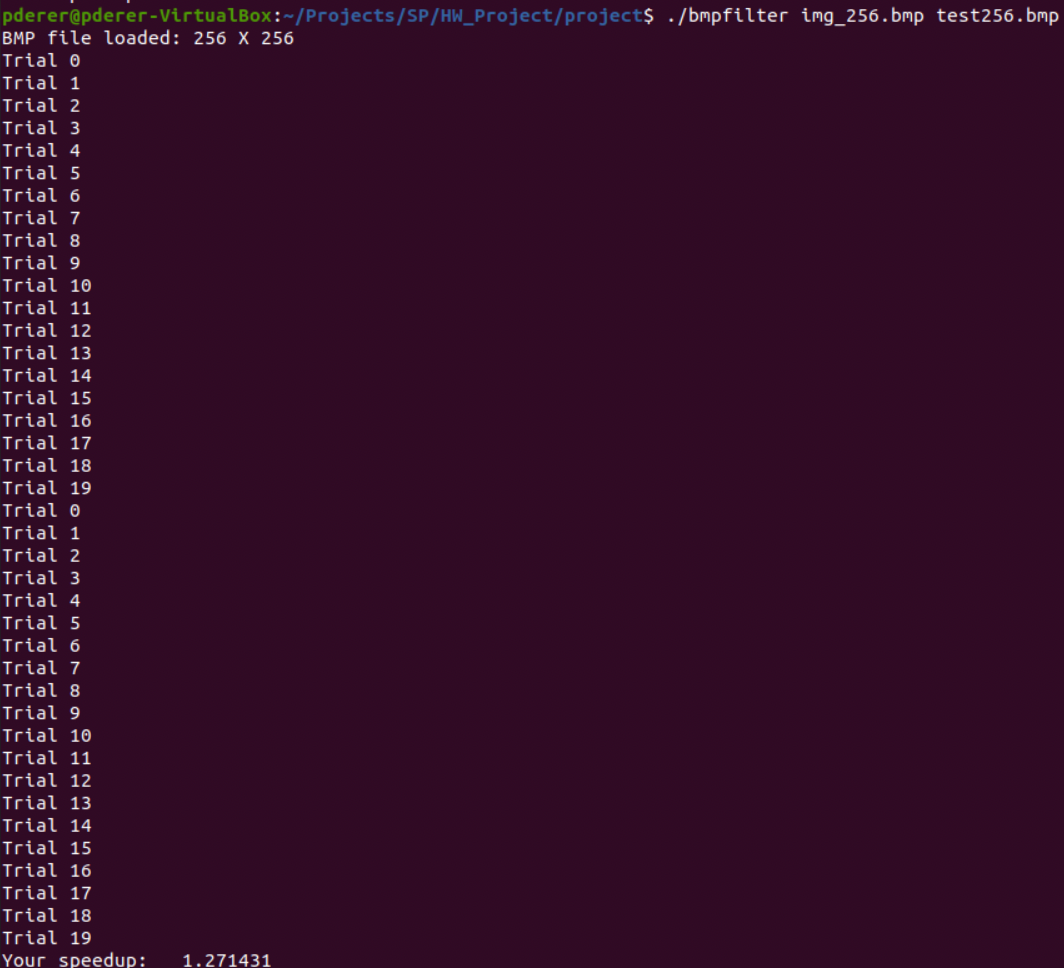 pderer@pderer-VirtualBox:~/Projects/SP/HW_Project/project$ ./bmpfilter img_256.bmp test256.bmp
BMP file loaded: 256 X 256
Trial 0
Trial 1
Trial 2
Trial 3
Trial 4
Trial 5
Trial 6
Trial 7
Trial 8
Trial 9
Trial 10
Trial 11
Trial 12
Trial 13
Trial 14
Trial 15
Trial 16
Trial 17
Trial 18
Trial 19
Trial 0
Trial 1
Trial 2
Trial 3
Trial 4
Trial 5
Trial 6
Trial 7
Trial 8
Trial 9
Trial 10
Trial 11
Trial 12
Trial 13
Trial 14
Trial 15
Trial 16
Trial 17
Trial 18
Trial 19
Your speedup:   1.271431